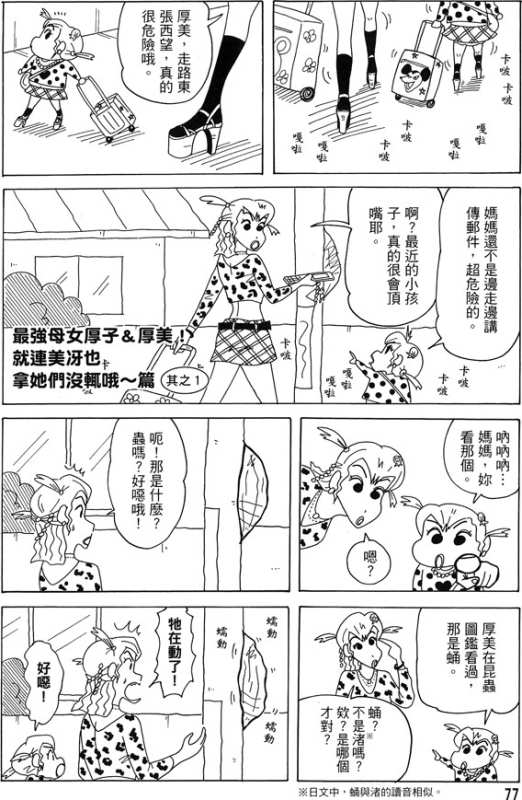 卡啵
卡啵
嘎啦
嘎啦
卡啵
嘎啦
厚美，走路東
張西望，真的
很危險哦。
媽媽還不是邊走邊講
傳郵件，超危險的。
啊？最近的小孩
子，真的很會頂
嘴耶。
卡啵
嘎啦
卡啵
嘎啦
卡啵
卡啵
最強母女厚子＆厚美！
就連美冴也
拿她們沒輒哦～篇
其之1
吶吶吶…
媽媽，妳
看那個。
嗯？
呃！那是什麼？
蟲嗎？好噁哦！
厚美在昆蟲
圖鑑看過，
那是蛹。
蛹？※
不是渚嗎？
欸？是哪個
才對？
蠕動
蠕動
牠在動了！
好噁！
※日文中，蛹與渚的讀音相似。
77